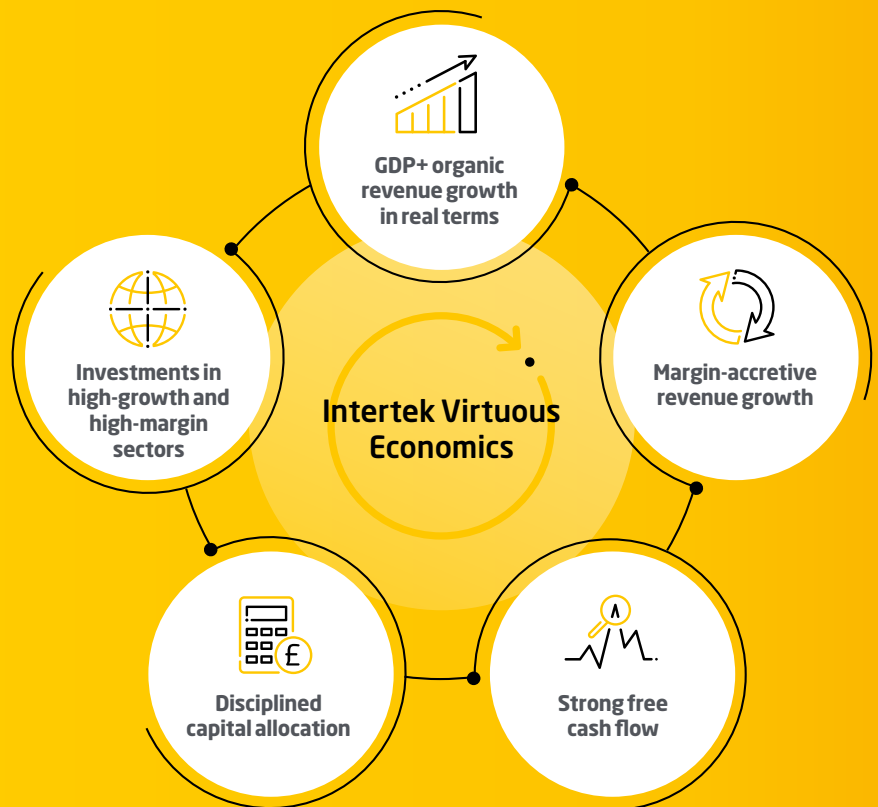 GDP+ organic
revenue growth
in real terms
Margin-accretive
revenue growth
Strong free
cash flow
£
Disciplined
capital allocation
Investments in
high-growth and
high-margin
sectors
Intertek Virtuous
Economics